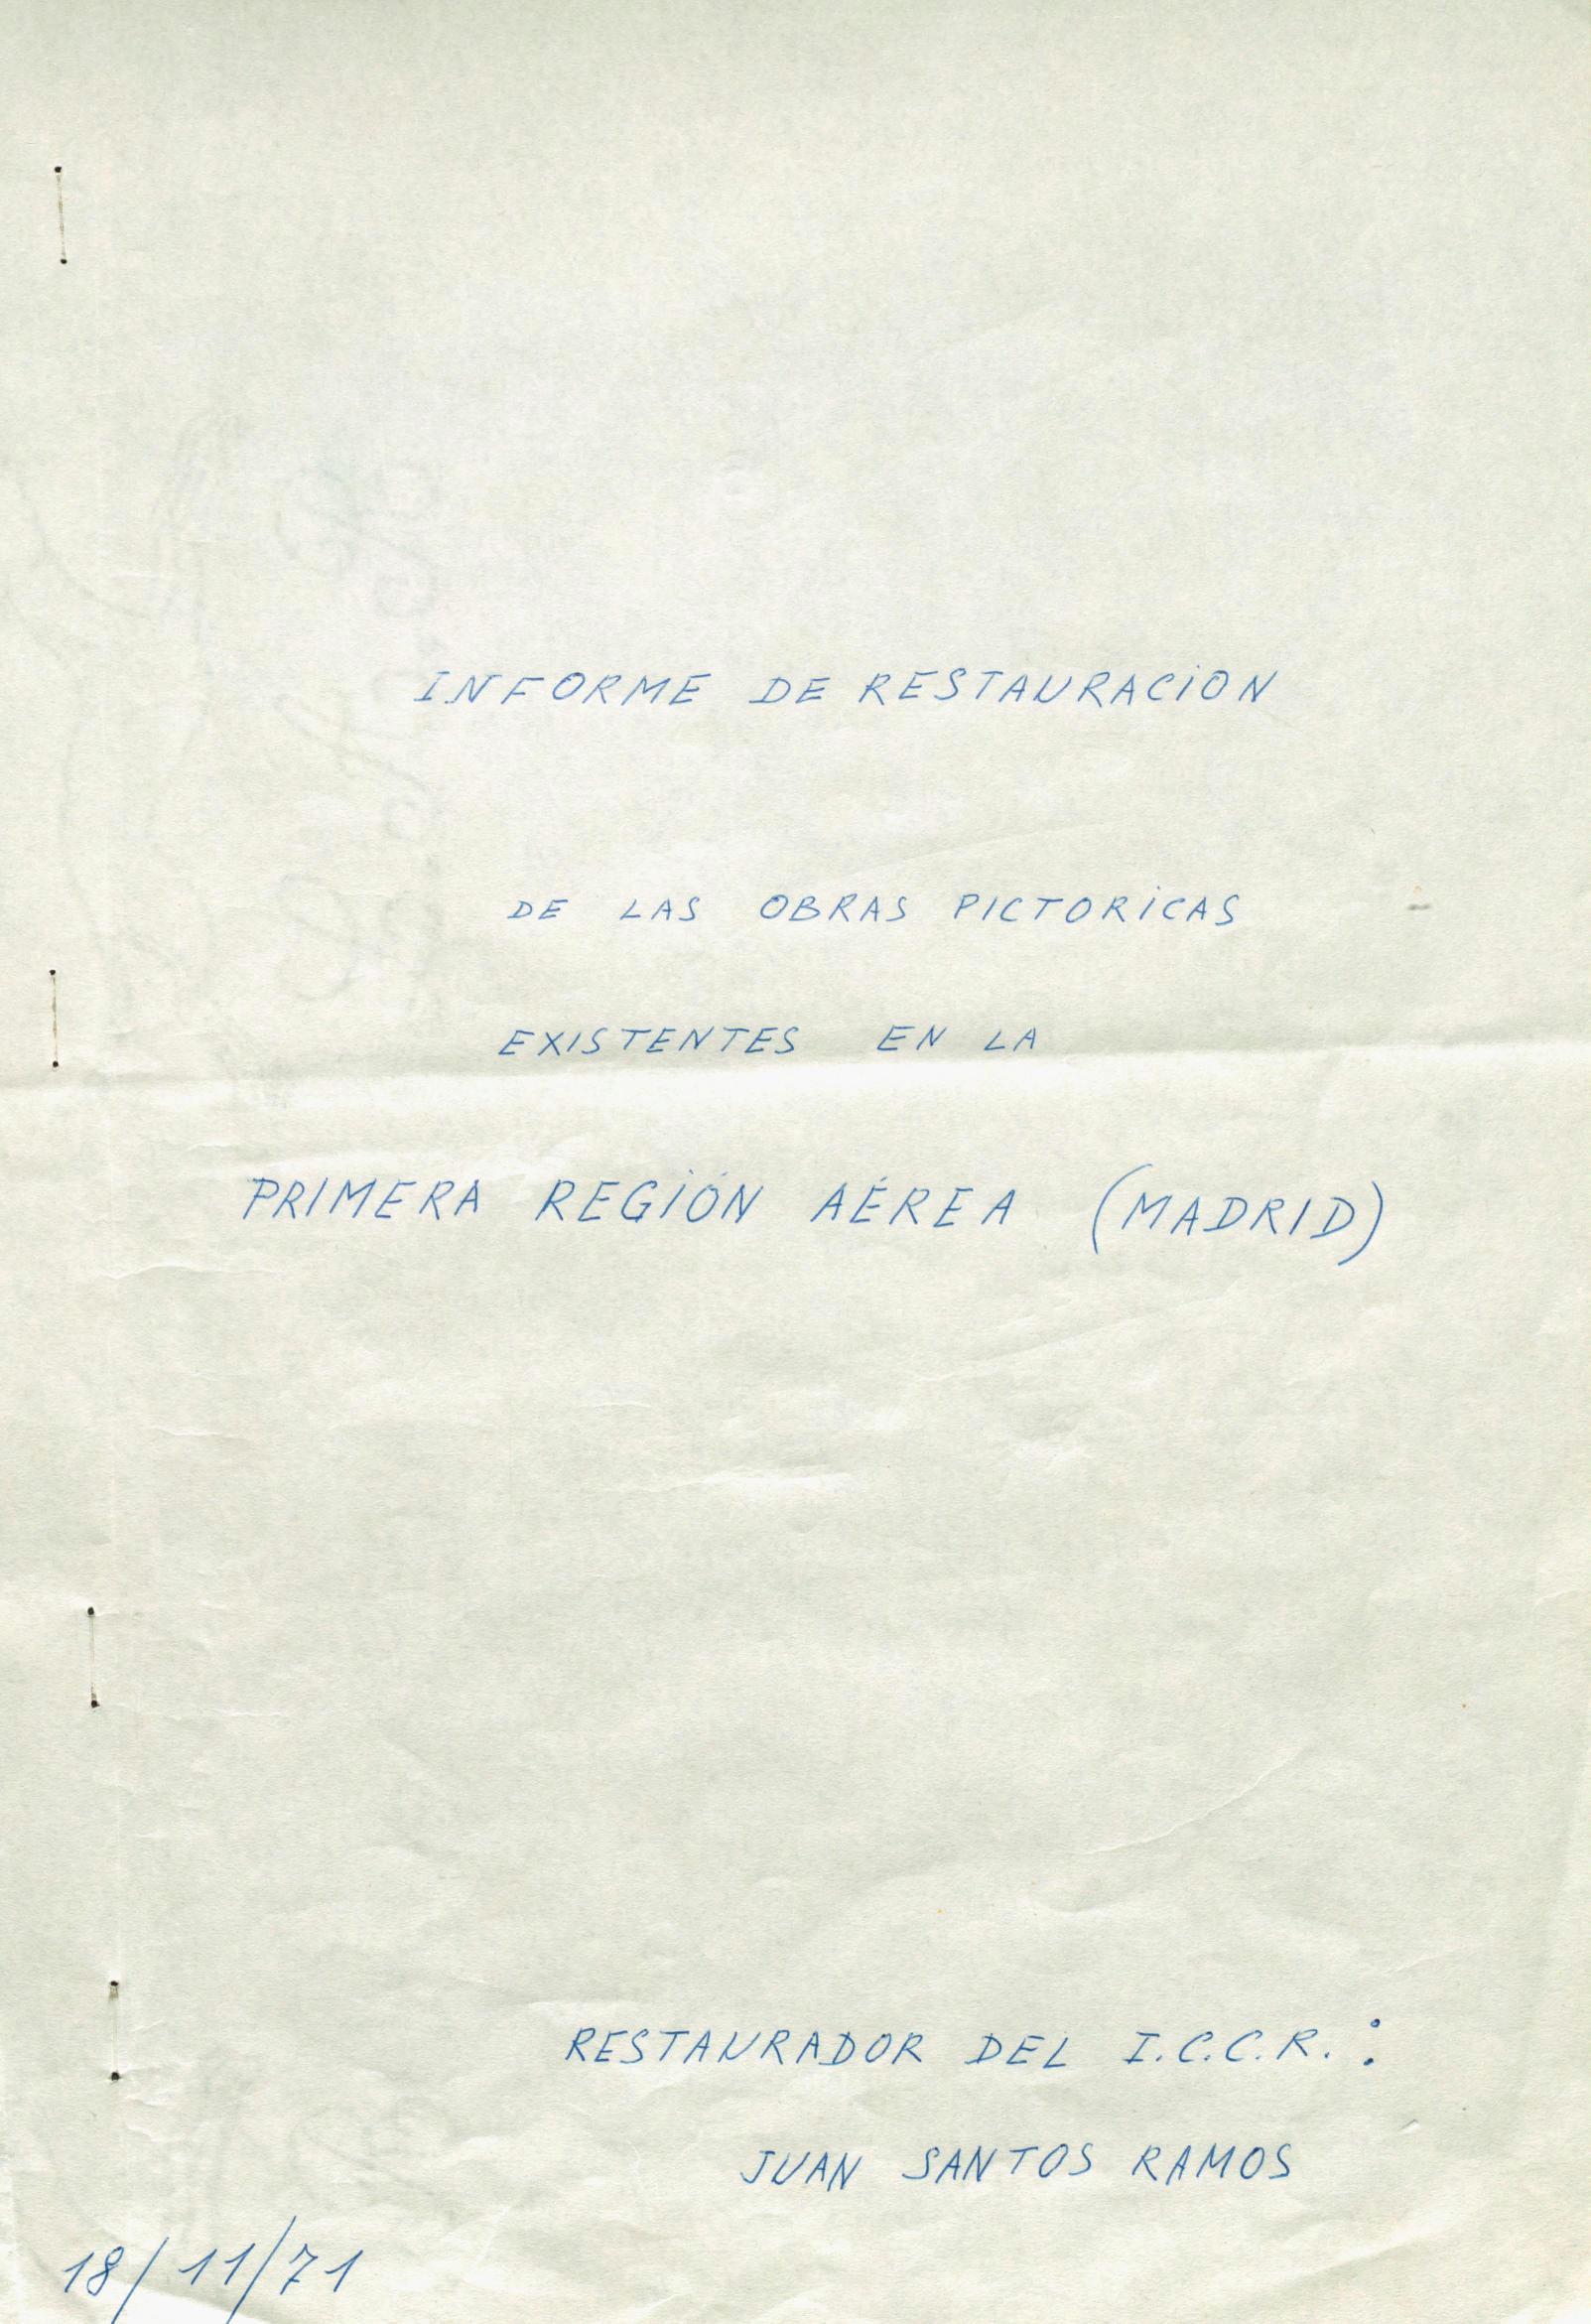 INFORME DE RESTAURACION
DE LAS OBRAS PICTORICAS
EXISTENTES EN LA
PRIMERA REGIÓN AÉREA (MADRID)
RESTAURADOR DEL I.C.C.R.:
JUAN SANTOS RAMOS
18/11/71